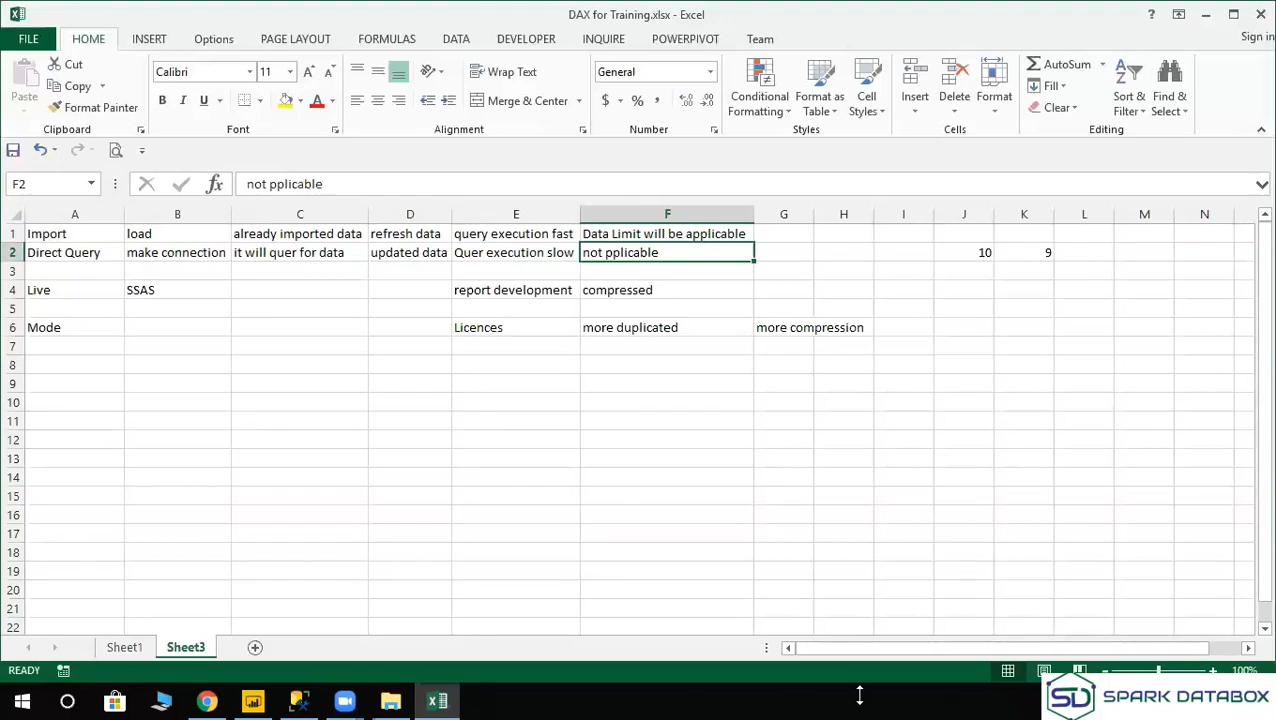 DAX for Training.xlsx - Excel
?
Sign in
FILE HOME INSERT Options PAGE LAYOUT FORMULAS DATA DEVELOPER INQUIRE POWERPIVOT Team
Paste
Cut
Copy
Format Painter
Clipboard
Calibri 11
B I U
Font
Wrap Text
Merge & Center
Alignment
General
$ % ,
Number
Conditional Formatting
Format as Table
Cell Styles
Styles
Insert
Delete
Format
Cells
AutoSum
Fill
Clear
Sort & Filter
Find & Select
Editing
F2 fx not pplicable
A B C D E F G H I J K L M N
1 Import load already imported data refresh data query execution fast Data Limit will be applicable
2 Direct Query make connection it will quer for data updated data Quer execution slow not pplicable 10 9
3
4 Live SSAS report development compressed
5
6 Mode Licences more duplicated more compression
7
8
9
10
11
12
13
14
15
16
17
18
19
20
21
22
Sheet1 Sheet3
READY
100%
SD SPARK DATABOX